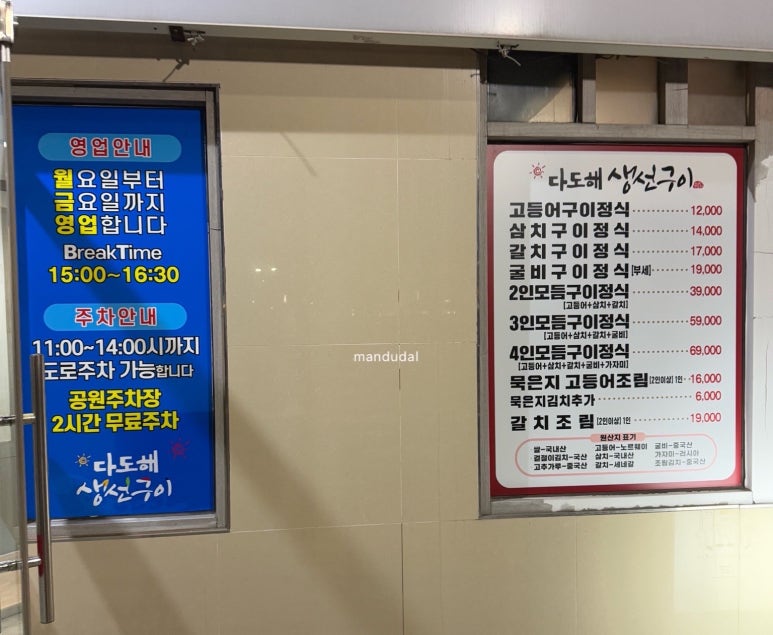 영업안내
월요일부터
금요일까지
영업합니다
BreakTime
15:00~16:30
주차안내
11:00~14:00시까지
도로주차 가능합니다
공원주차장
2시간 무료주차
다도해
생선구이
mandudal
다도해 생선구이
고등어구이정식 12,000
삼치구이정식 14,000
갈치구이정식 17,000
굴비구이정식 [부세] 19,000
2인모듬구이정식 39,000
[고등어+삼치+갈치]
3인모듬구이정식 59,000
[고등어+삼치+갈치+굴비]
4인모듬구이정식 69,000
[고등어+삼치+갈치+굴비+가자미]
묵은지 고등어조림 [2인이상] 1인 16,000
묵은지김치추가 6,000
갈치조림 [2인이상] 1인 19,000
원산지 표기
쌀-국내산 고등어-노르웨이 굴비-중국산
겉절이김치-국산 삼치-국내산 가자미-러시아
고추가루-중국산 갈치-세네갈 조림김치-중국산